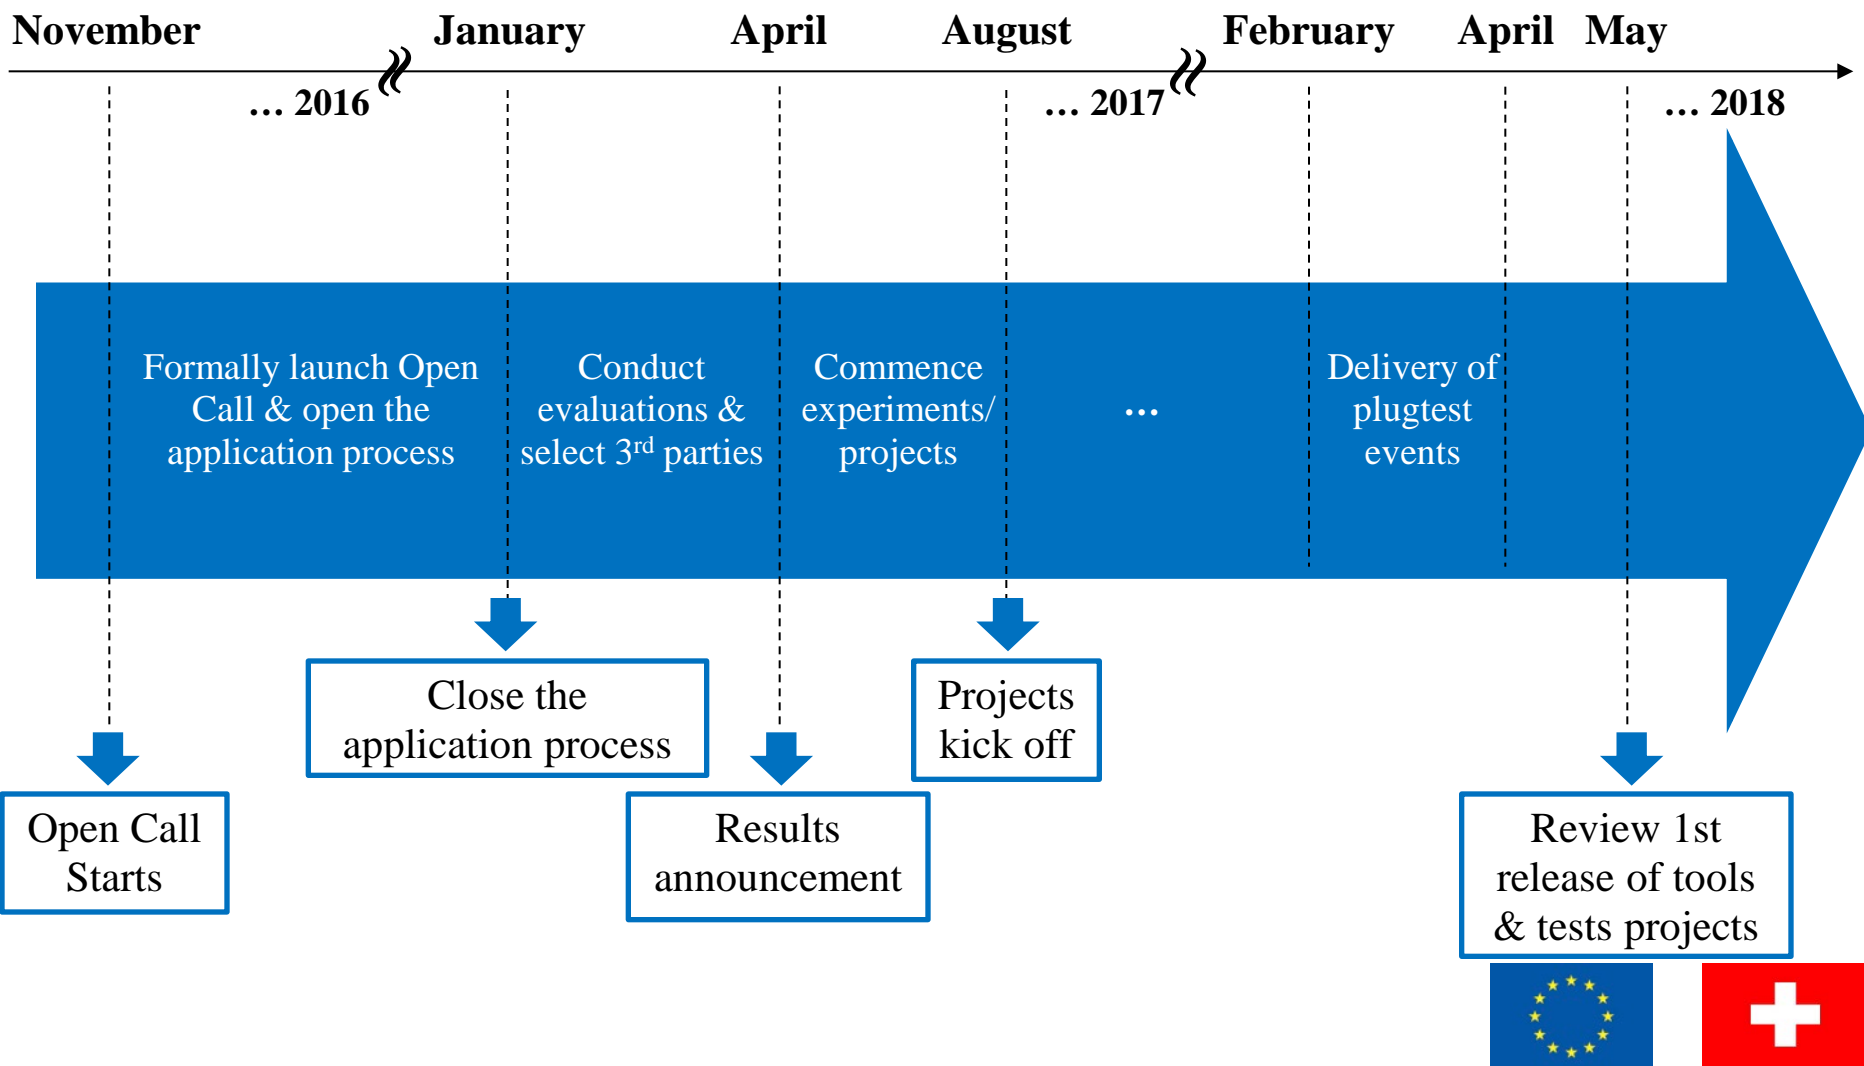 November January April August February April May
… 2016 … 2017 … 2018
Formally launch Open
Call & open the
application process
Conduct
evaluations &
select 3rd parties
Commence
experiments/
projects
…
Delivery of
plugtest
events
Close the
application process
Projects
kick off
Open Call
Starts
Results
announcement
Review 1st
release of tools
& tests projects